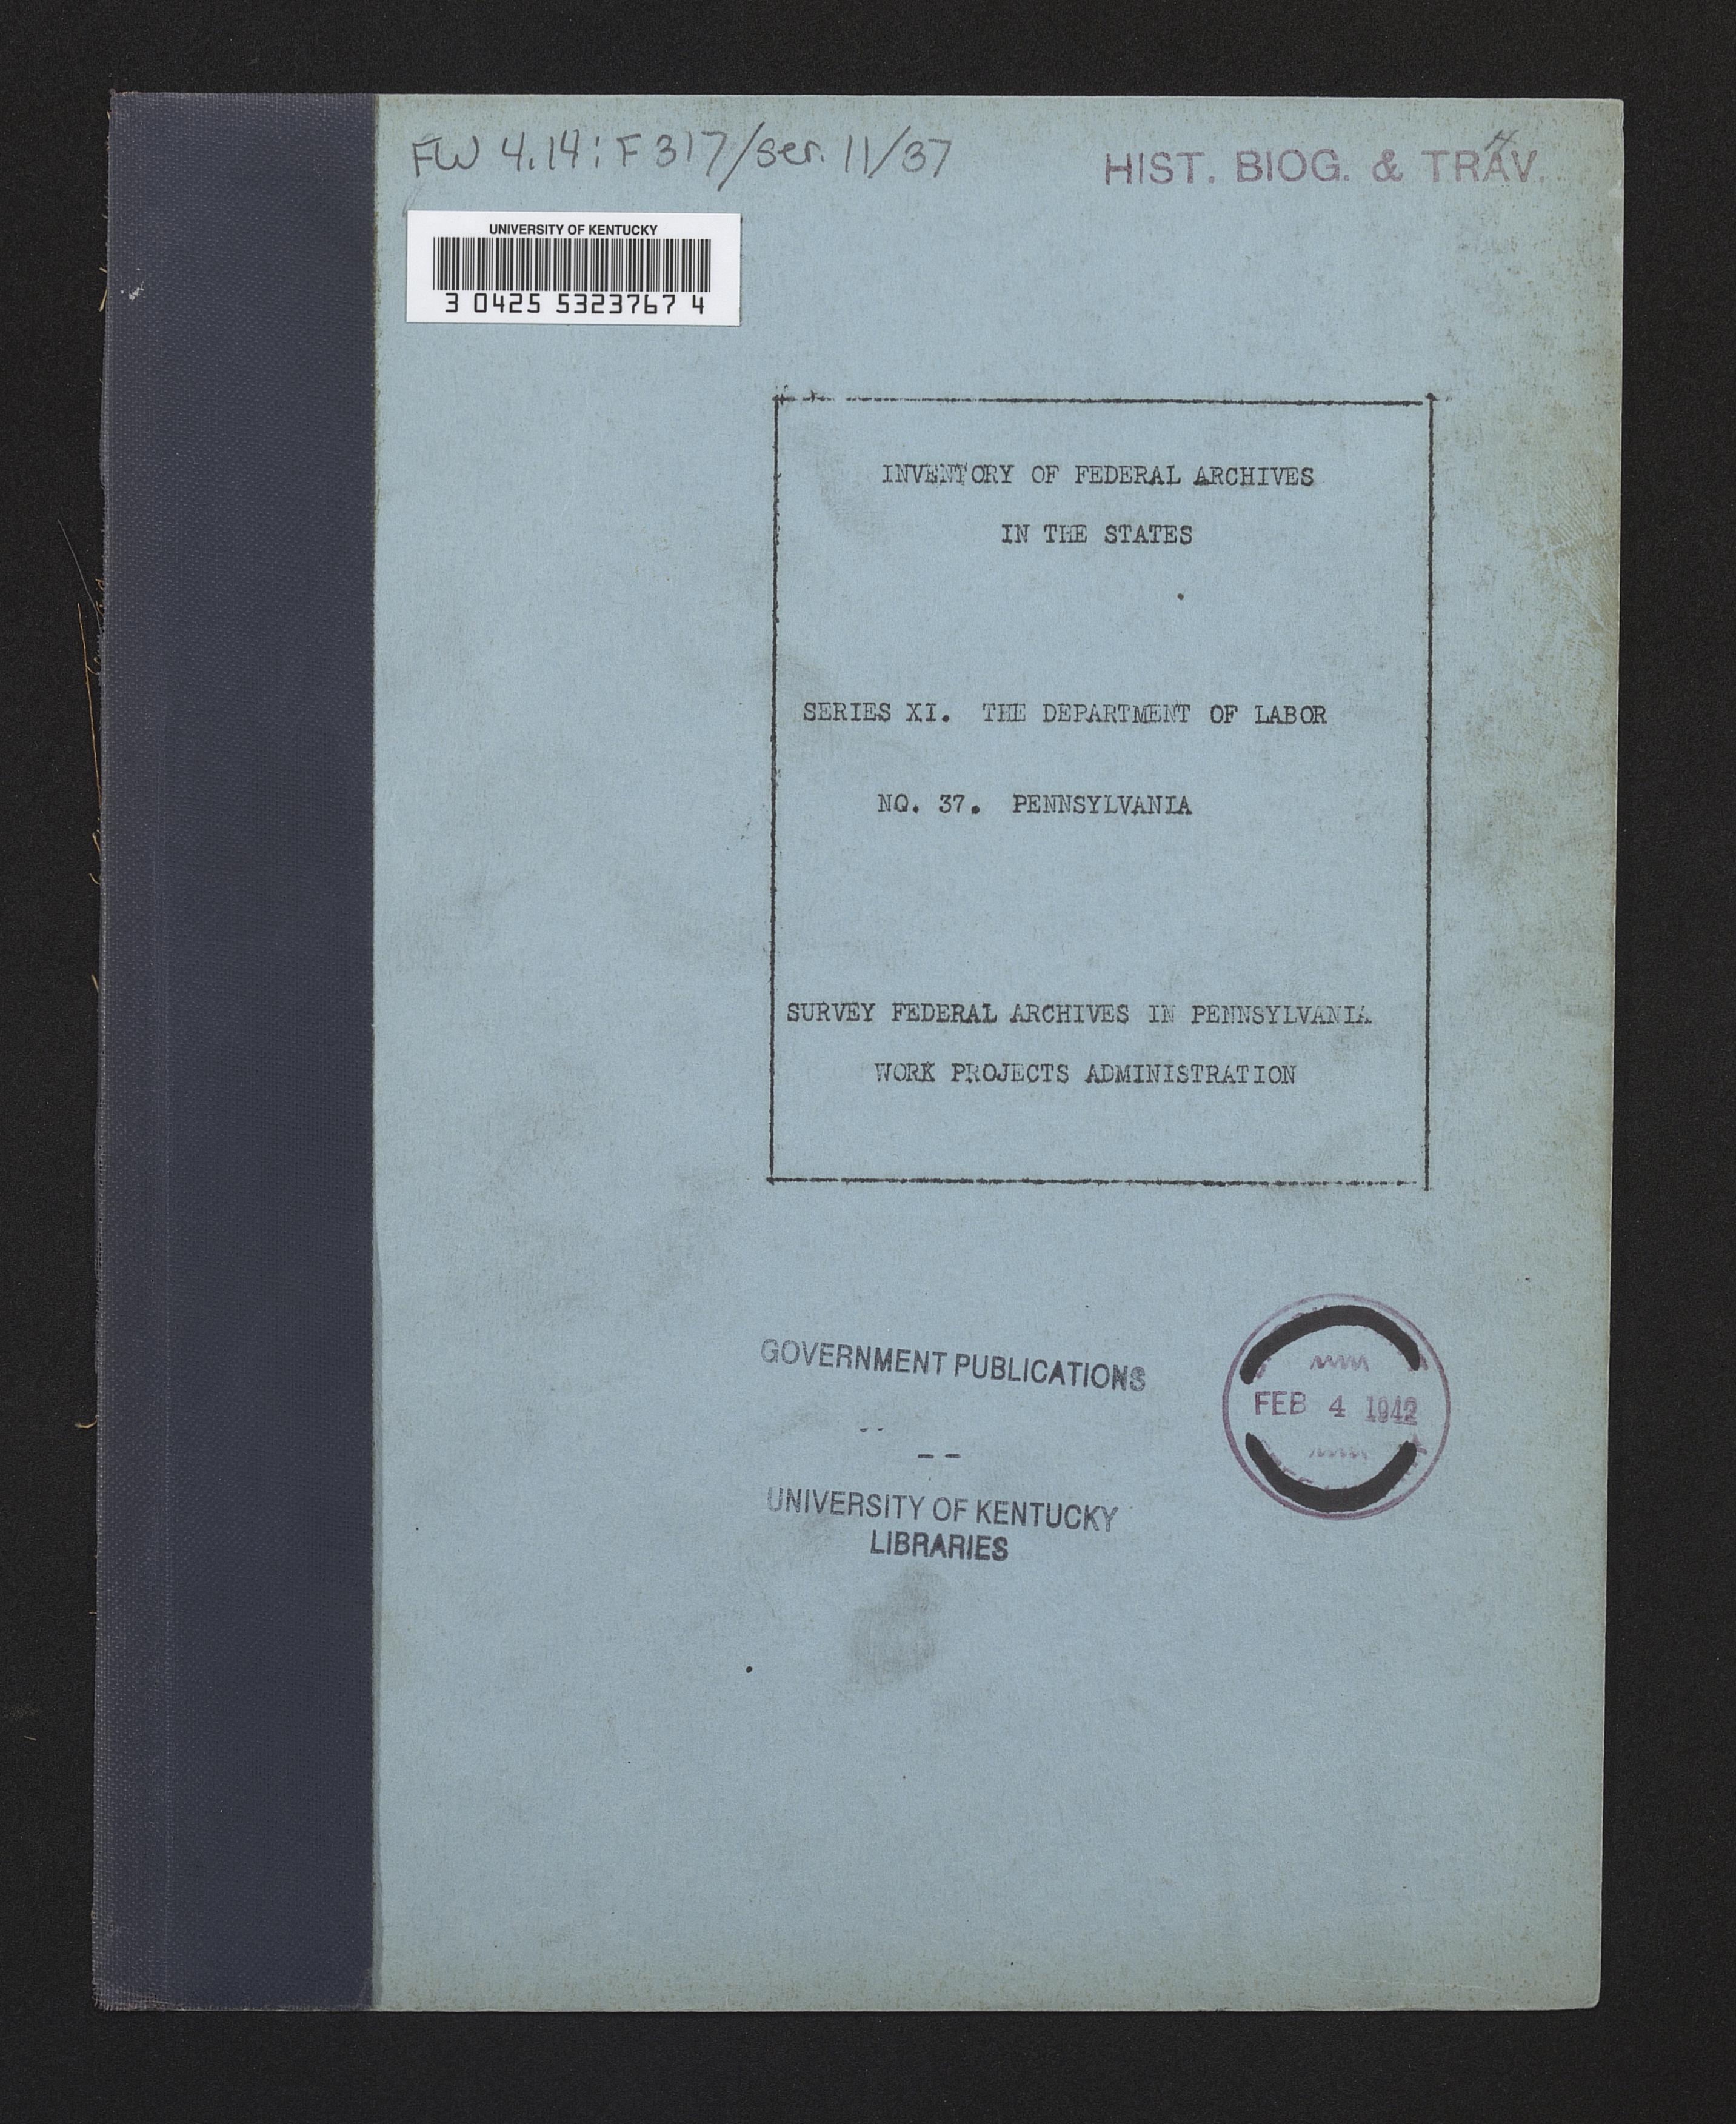 FW 4.14: F 317/ser. 11/37
HIST. BIOG. & TRAV.
UNIVERSITY OF KENTUCKY
3 0425 5323767 4
INVENTORY OF FEDERAL ARCHIVES
IN THE STATES
SERIES XI. THE DEPARTMENT OF LABOR
NO. 37. PENNSYLVANIA
SURVEY FEDERAL ARCHIVES IN PENNSYLVANIA
WORK PROJECTS ADMINISTRATION
GOVERNMENT PUBLICATIONS
FEB 4 1942
UNIVERSITY OF KENTUCKY
LIBRARIES